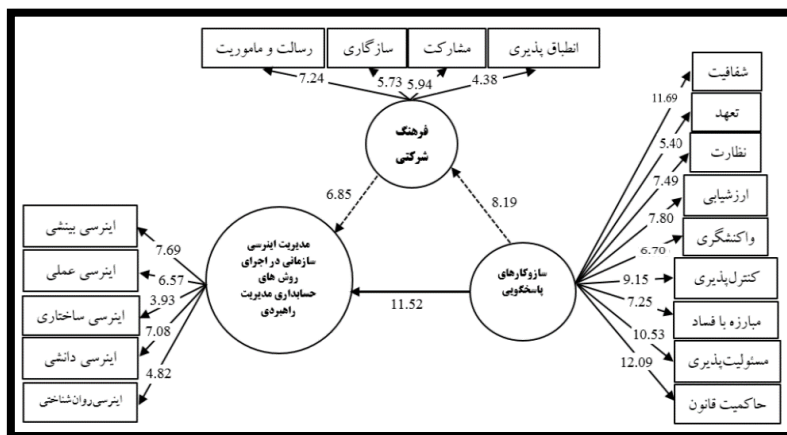 رسالت و ماموریت
سازگاری
مشارکت
انطباق پذیری
7.24
5.73
5.94
4.38
فرهنگ
شرکتی
6.85
8.19
11.52
مدیریت اینرسی
سازمانی در اجرای
روش های
حسابداری مدیریت
راهبردی
سازوکارهای
پاسخگویی
اینرسی بینشی
اینرسی عملی
اینرسی ساختاری
اینرسی دانشی
اینرسی روان‌شناختی
7.69
6.57
3.93
7.08
4.82
شفافیت
تعهد
نظارت
ارزشیابی
واکنشگری
کنترل‌پذیری
مبارزه با فساد
مسئولیت‌پذیری
حاکمیت قانون
11.69
5.40
7.49
7.80
6.70
9.15
7.25
10.53
12.09